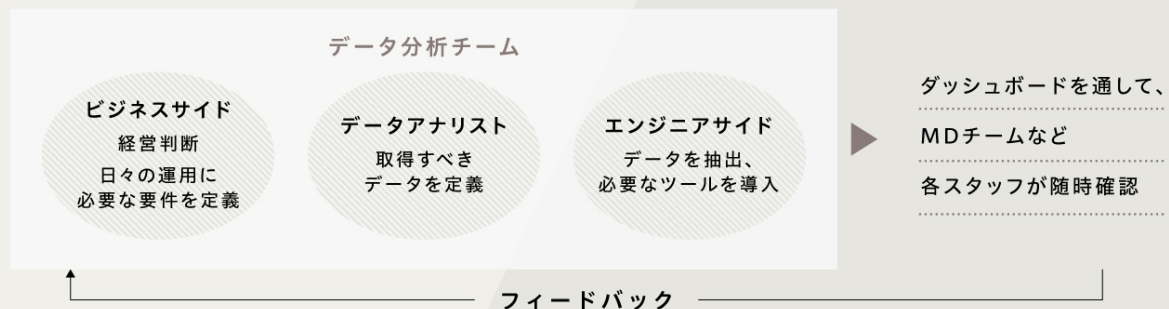 データ分析チーム
ビジネスサイド
経営判断
日々の運用に
必要な要件を定義
データアナリスト
取得すべき
データを定義
エンジニアサイド
データを抽出、
必要なツールを導入
ダッシュボードを通して、
MDチームなど
各スタッフが随時確認
フィードバック